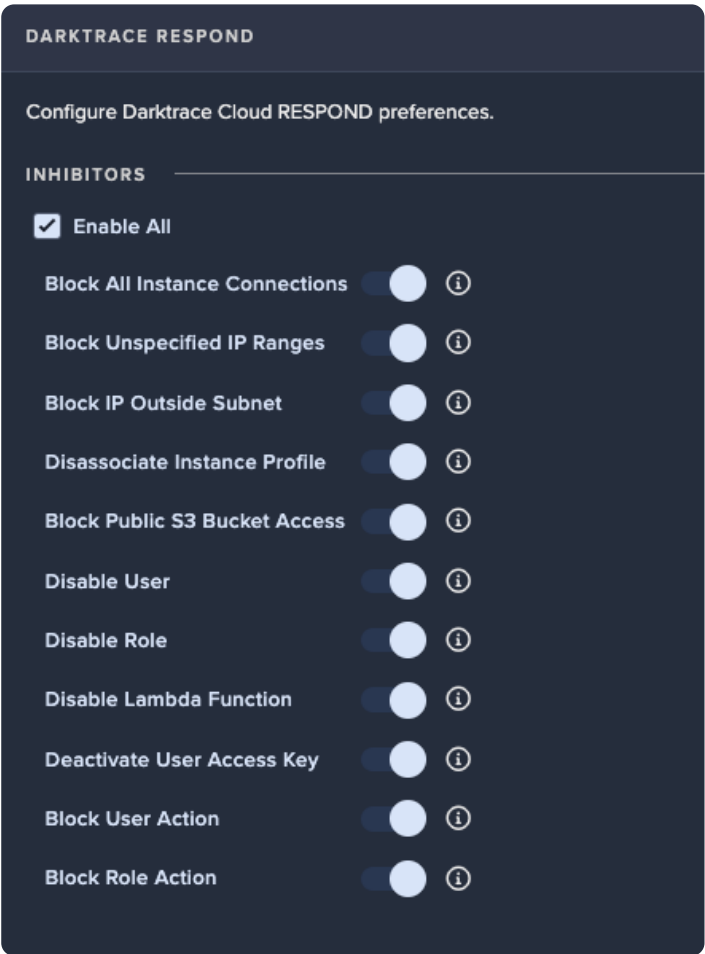 DARKTRACE RESPOND
Configure Darktrace Cloud RESPOND preferences.
INHIBITORS
Enable All
Block All Instance Connections
Block Unspecified IP Ranges
Block IP Outside Subnet
Disassociate Instance Profile
Block Public S3 Bucket Access
Disable User
Disable Role
Disable Lambda Function
Deactivate User Access Key
Block User Action
Block Role Action